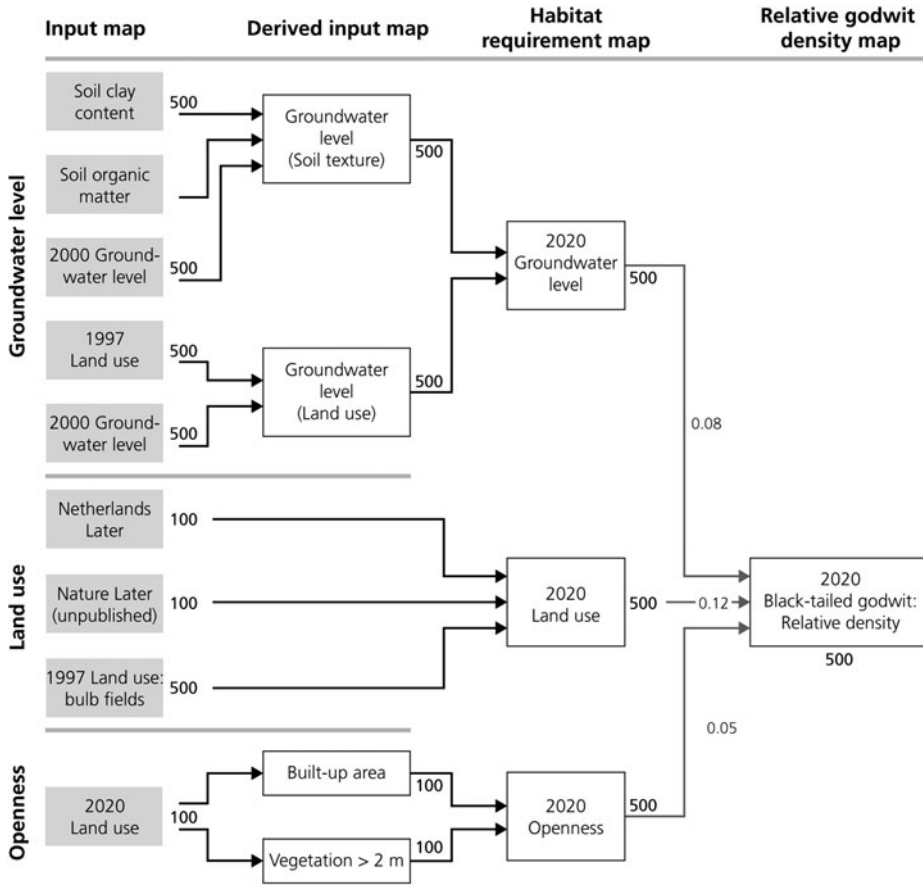 Input map
Derived input map
Habitat
requirement map
Relative godwit
density map
Groundwater level
Soil clay
content
500
Soil organic
matter
2000 Ground-
water level
500
Groundwater
level
(Soil texture)
500
1997
Land use
500
2000 Ground-
water level
500
Groundwater
level
(Land use)
500
2020
Groundwater
level
500
0.08
Land use
Netherlands
Later
100
Nature Later
(unpublished)
100
1997 Land use:
bulb fields
500
2020
Land use
500
0.12
2020
Black-tailed godwit:
Relative density
500
0.05
Openness
2020
Land use
100
Built-up area
100
Vegetation > 2 m
100
2020
Openness
500